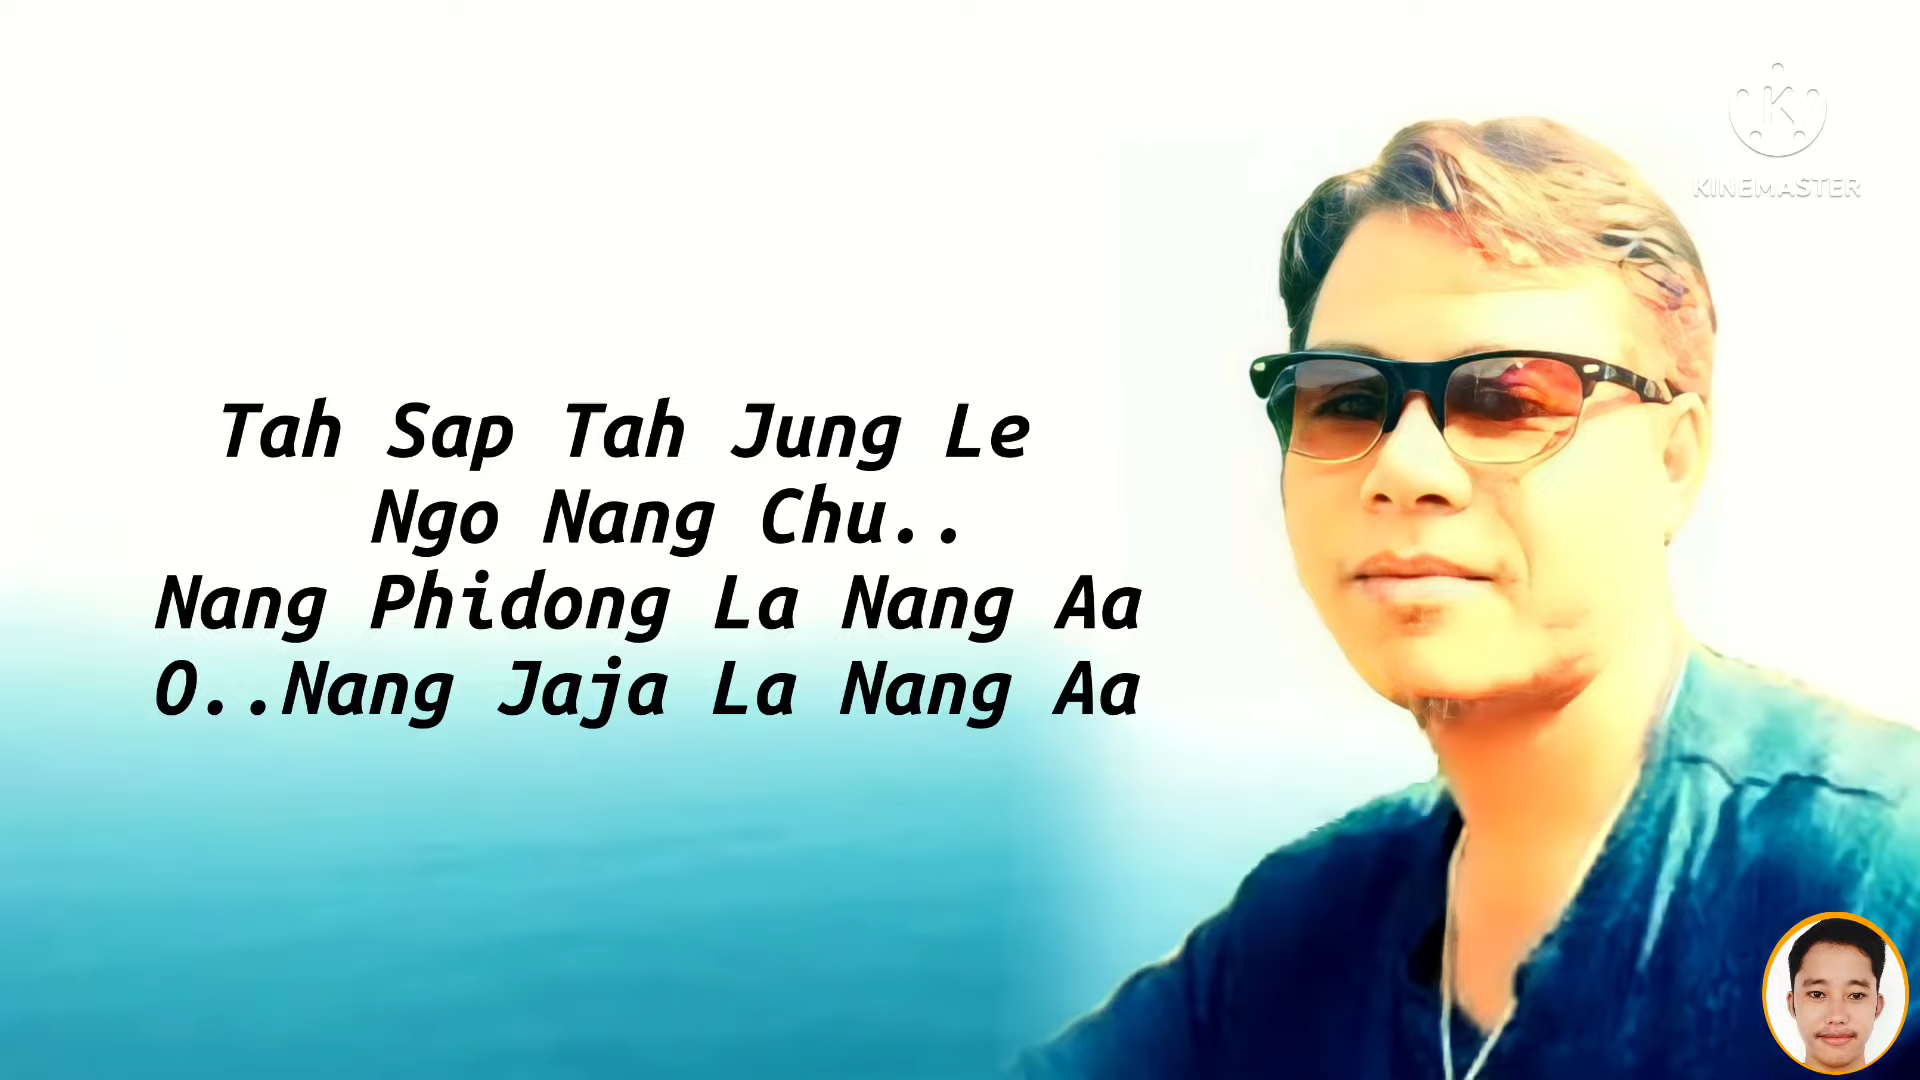 KINEMASTER
Tah Sap Tah Jung Le
Ngo Nang Chu..
Nang Phidong La Nang Aa
O..Nang Jaja La Nang Aa